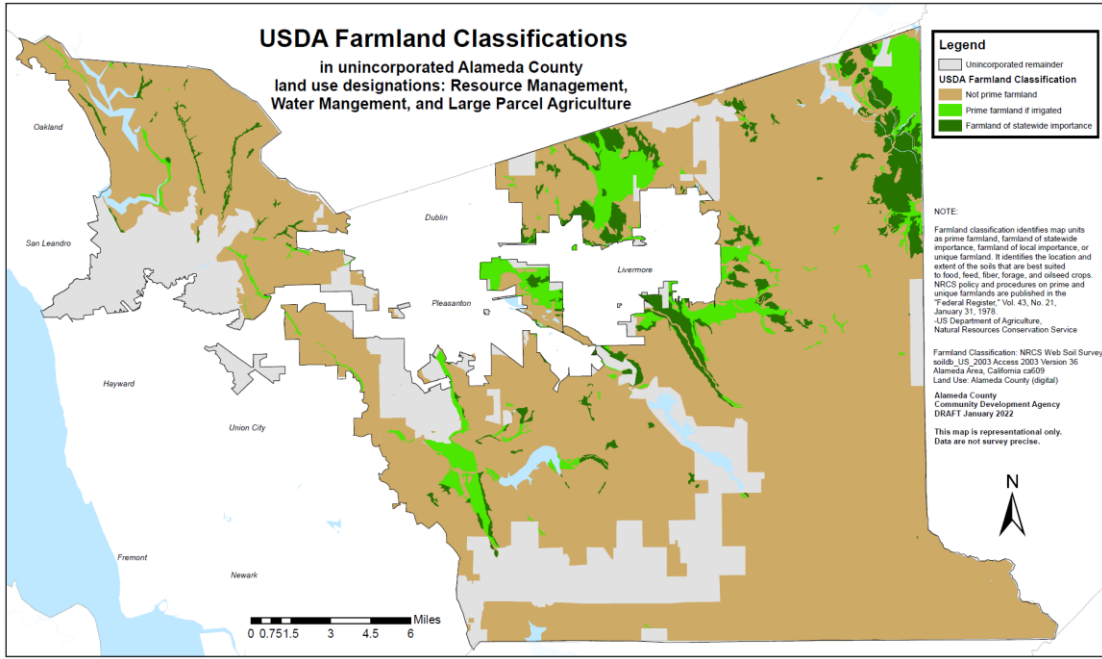 USDA Farmland Classifications
in unincorporated Alameda County
land use designations: Resource Management,
Water Mangement, and Large Parcel Agriculture
Legend
Unincorporated remainder
USDA Farmland Classification
Not prime farmland
Prime farmland if irrigated
Farmland of statewide importance
Oakland
San Leandro
Dublin
Livermore
Pleasanton
Hayward
Union City
Fremont
Newark
NOTE:
Farmland classification identifies map units
as prime farmland, farmland of statewide
importance, farmland of local importance, or
unique farmland. It identifies the location and
extent of the soils that are best suited
to food, feed, fiber, forage, and oilseed crops.
NRCS policy and procedures on prime and
unique farmlands are published in the
"Federal Register," Vol. 43, No. 21,
January 31, 1978.
-US Department of Agriculture,
Natural Resources Conservation Service
Farmland Classification: NRCS Web Soil Survey
soildb_US_2003 Access 2003 Version 36
Alameda Area, California ca609
Land Use: Alameda County (digital)
Alameda County
Community Development Agency
DRAFT January 2022
This map is representational only.
Data are not survey precise.
N
Miles
0 0.75 1.5 3 4.5 6